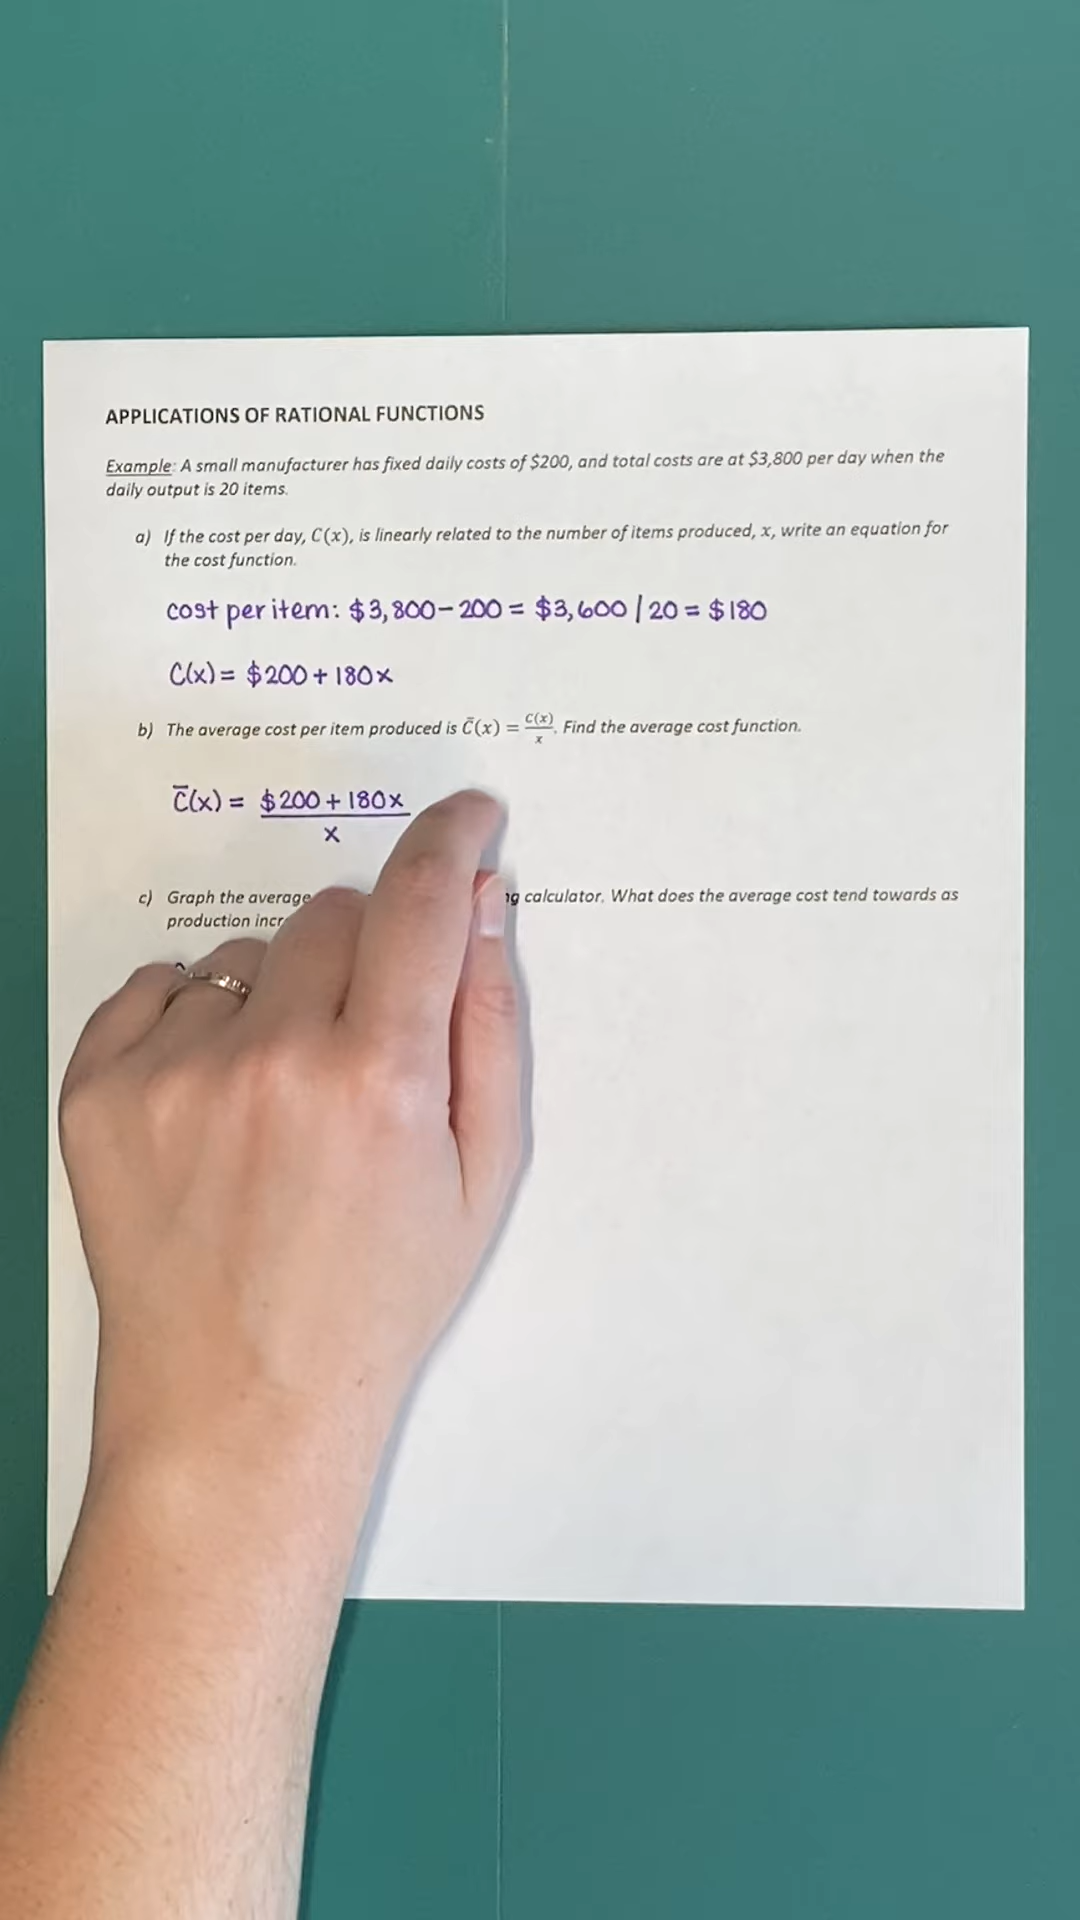 APPLICATIONS OF RATIONAL FUNCTIONS
Example: A small manufacturer has fixed daily costs of $200, and total costs are at $3,800 per day when the
daily output is 20 items.
a) If the cost per day, C(x), is linearly related to the number of items produced, x, write an equation for
the cost function.
cost per item: $3,800 - 200 = $3,600 / 20 = $180
C(x) = $200 + 180x
b) The average cost per item produced is C̄(x) = C(x)/x. Find the average cost function.
C̄(x) = $200 + 180x
x
c) Graph the average calculator. What does the average cost tend towards as
production